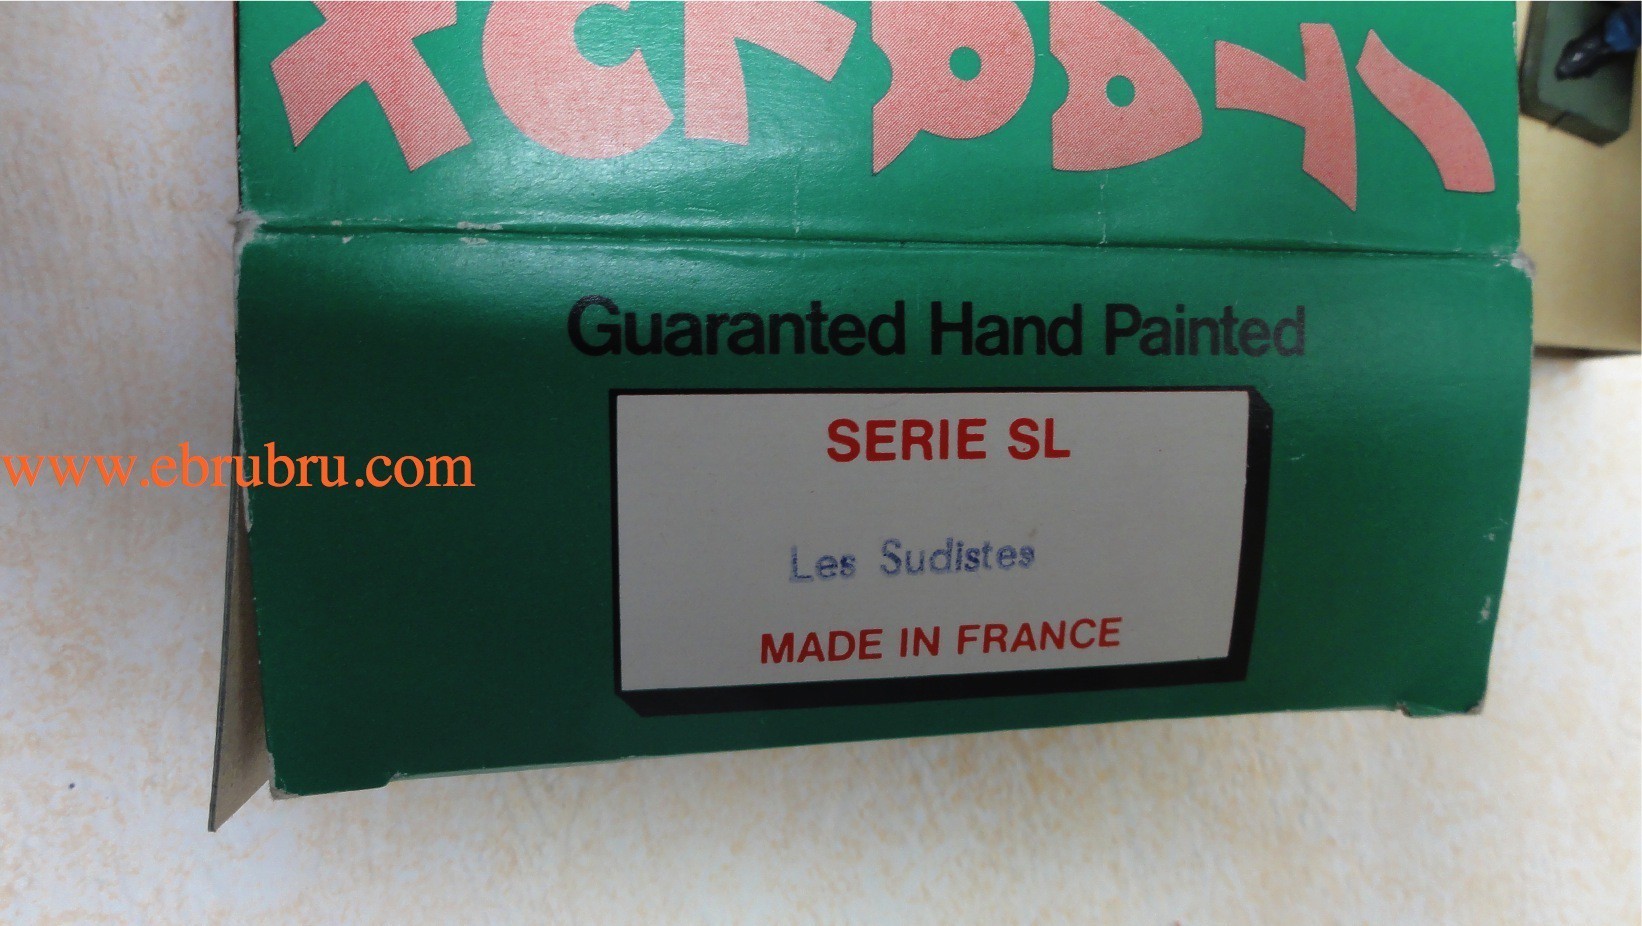 Guaranted Hand Painted
SERIE SL
Les Sudistes
MADE IN FRANCE
www.ebrubru.com